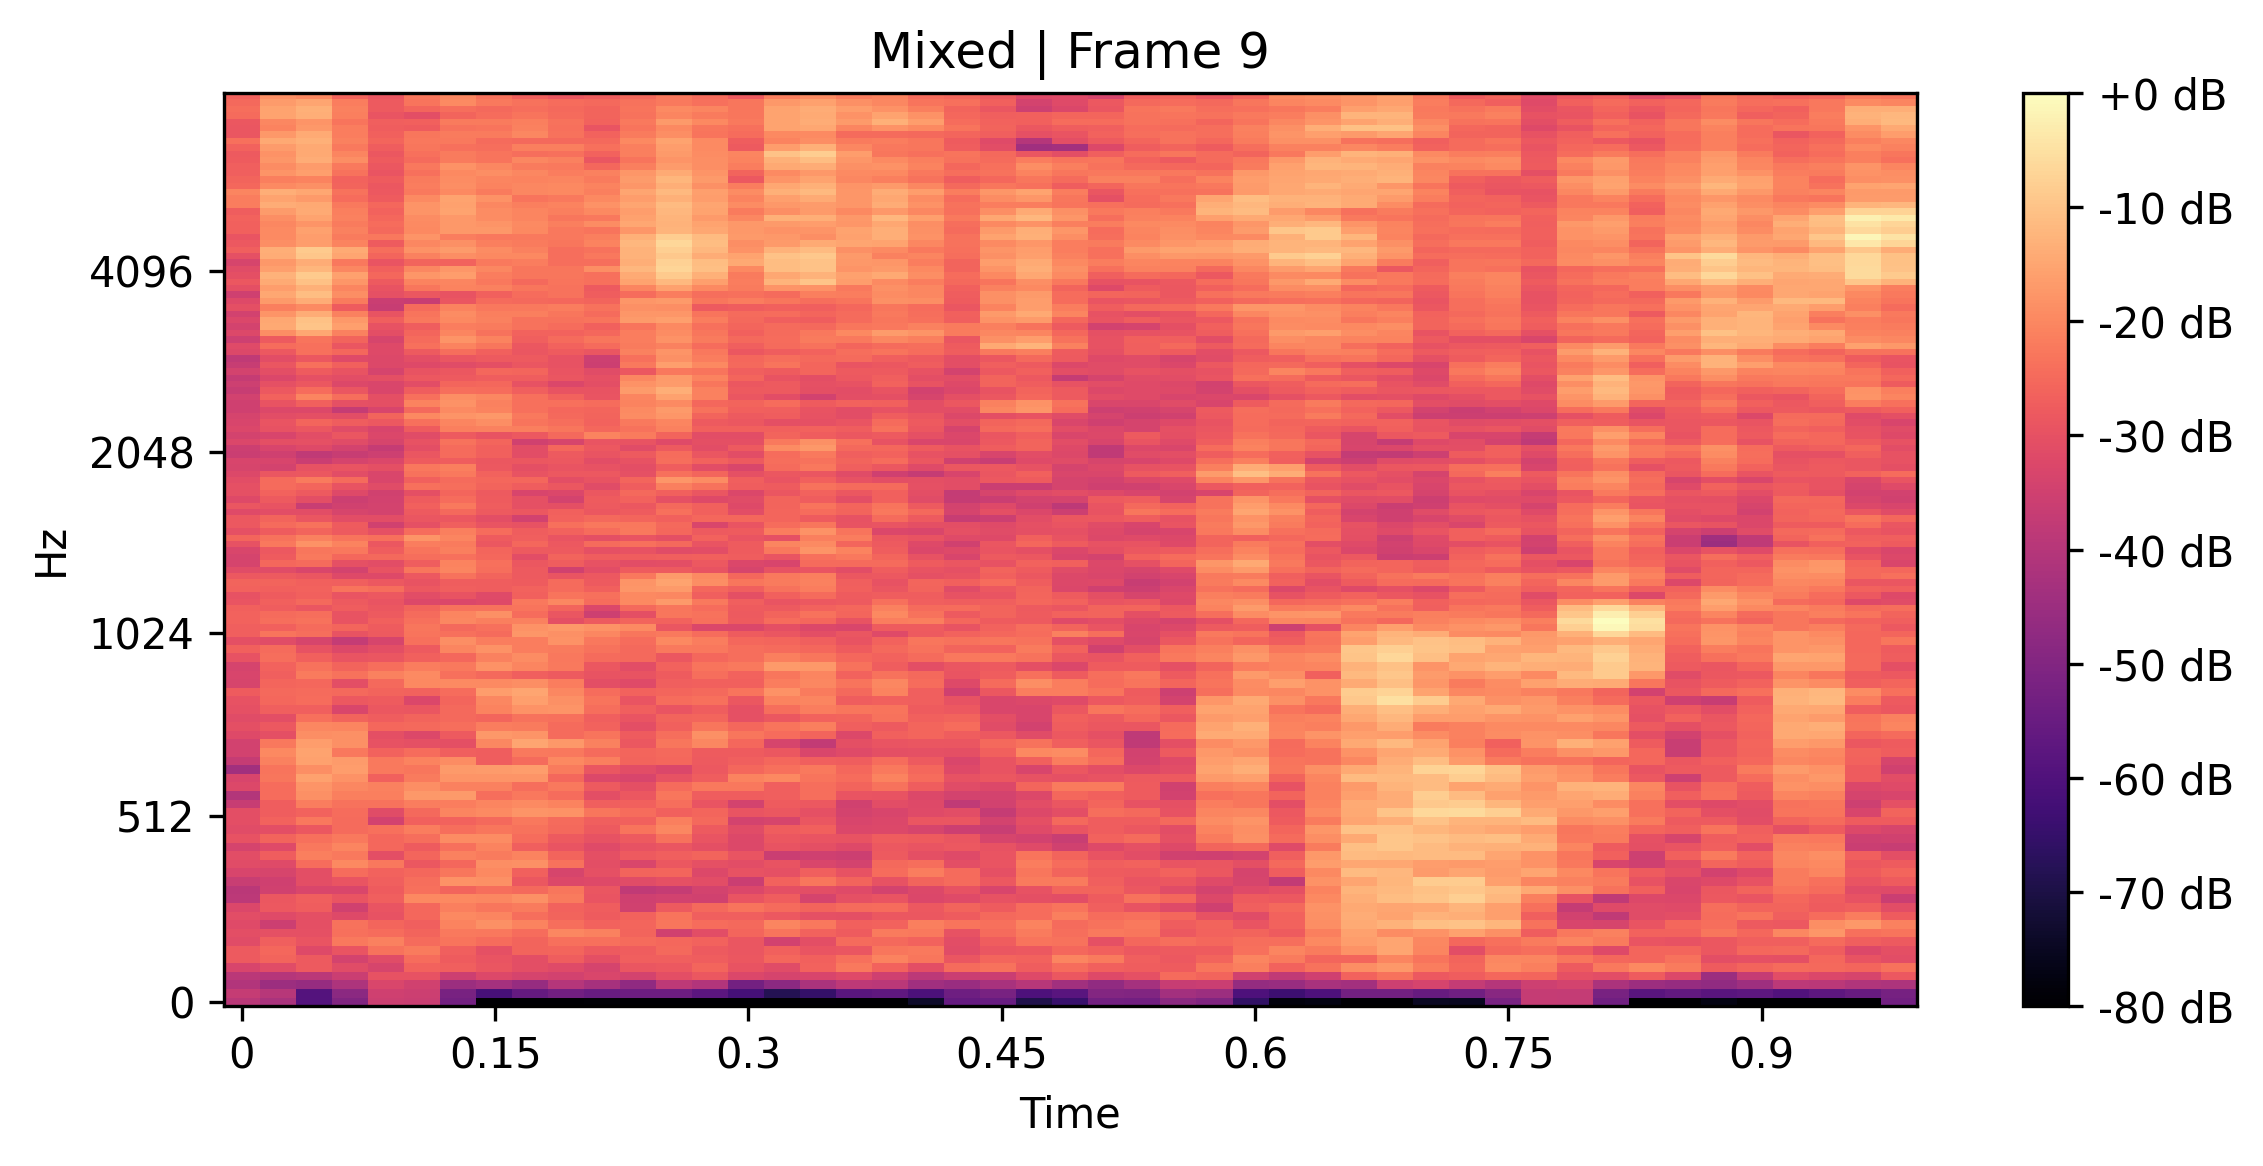 Mixed | Frame 9
+0 dB
-10 dB
-20 dB
-30 dB
-40 dB
-50 dB
-60 dB
-70 dB
-80 dB
Hz
4096
2048
1024
512
0
0
0.15
0.3
0.45
0.6
0.75
0.9
Time